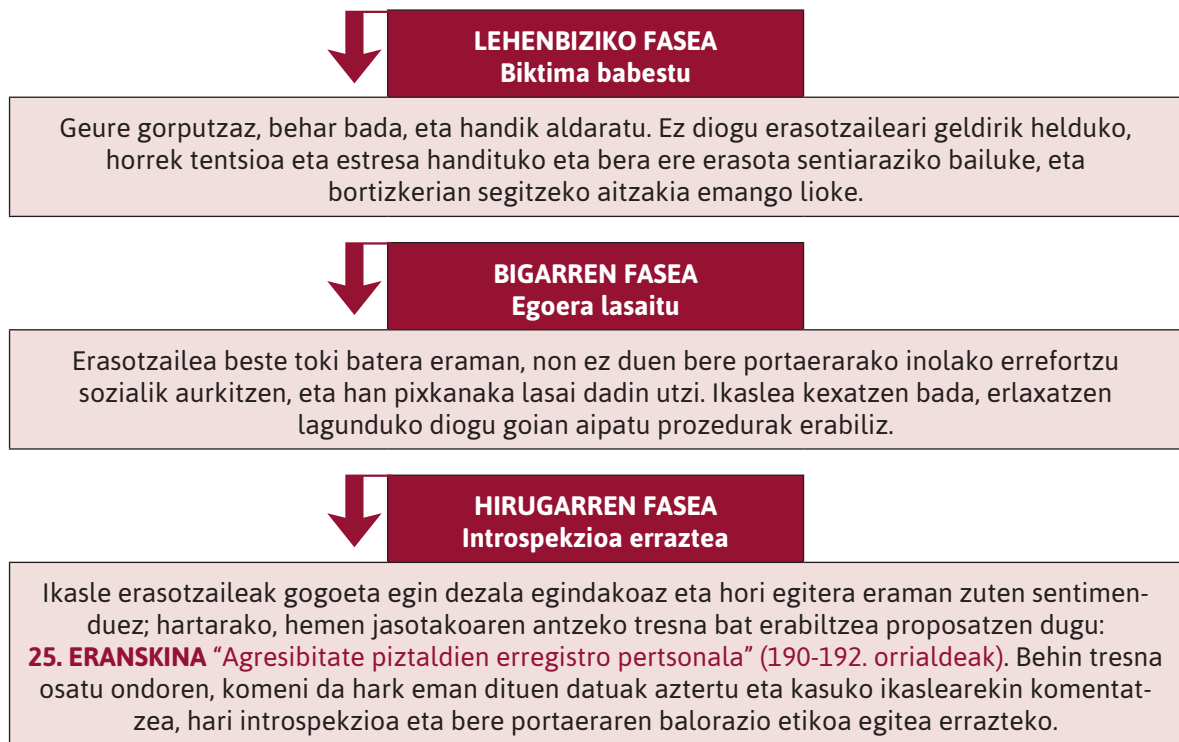 LEHENBIZIKO FASEA
Biktima babestu
Geure gorputzaz, behar bada, eta handik aldaratu. Ez diogu erasotzaileari geldirik helduko,
horrek tentsioa eta estresa handituko eta bera ere erasota sentiaraziko bailuke, eta
bortizkerian segitzeko aitzakia emango lioke.
BIGARREN FASEA
Egoera lasaitu
Erasotzailea beste toki batera eraman, non ez duen bere portaerarako inolako errefortzu
sozialik aurkitzen, eta han pixkanaka lasai dadin utzi. Ikaslea kexatzen bada, erlaxatzen
lagunduko diogu goian aipatu prozedurak erabiliz.
HIRUGARREN FASEA
Introspekzioa erraztea
Ikasle erasotzaileak gogoeta egin dezala egindakoaz eta hori egitera eraman zuten sentimen-
duez; hartarako, hemen jasotakoaren antzeko tresna bat erabiltzea proposatzen dugu:
25. ERANSKINA “Agresibitate piztaldien erregistro pertsonala” (190-192. orrialdeak). Behin tresna
osatu ondoren, komeni da hark eman dituen datuak aztertu eta kasuko ikaslearekin komentat-
zea, hari introspekzioa eta bere portaeraren balorazio etikoa egitea errazteko.